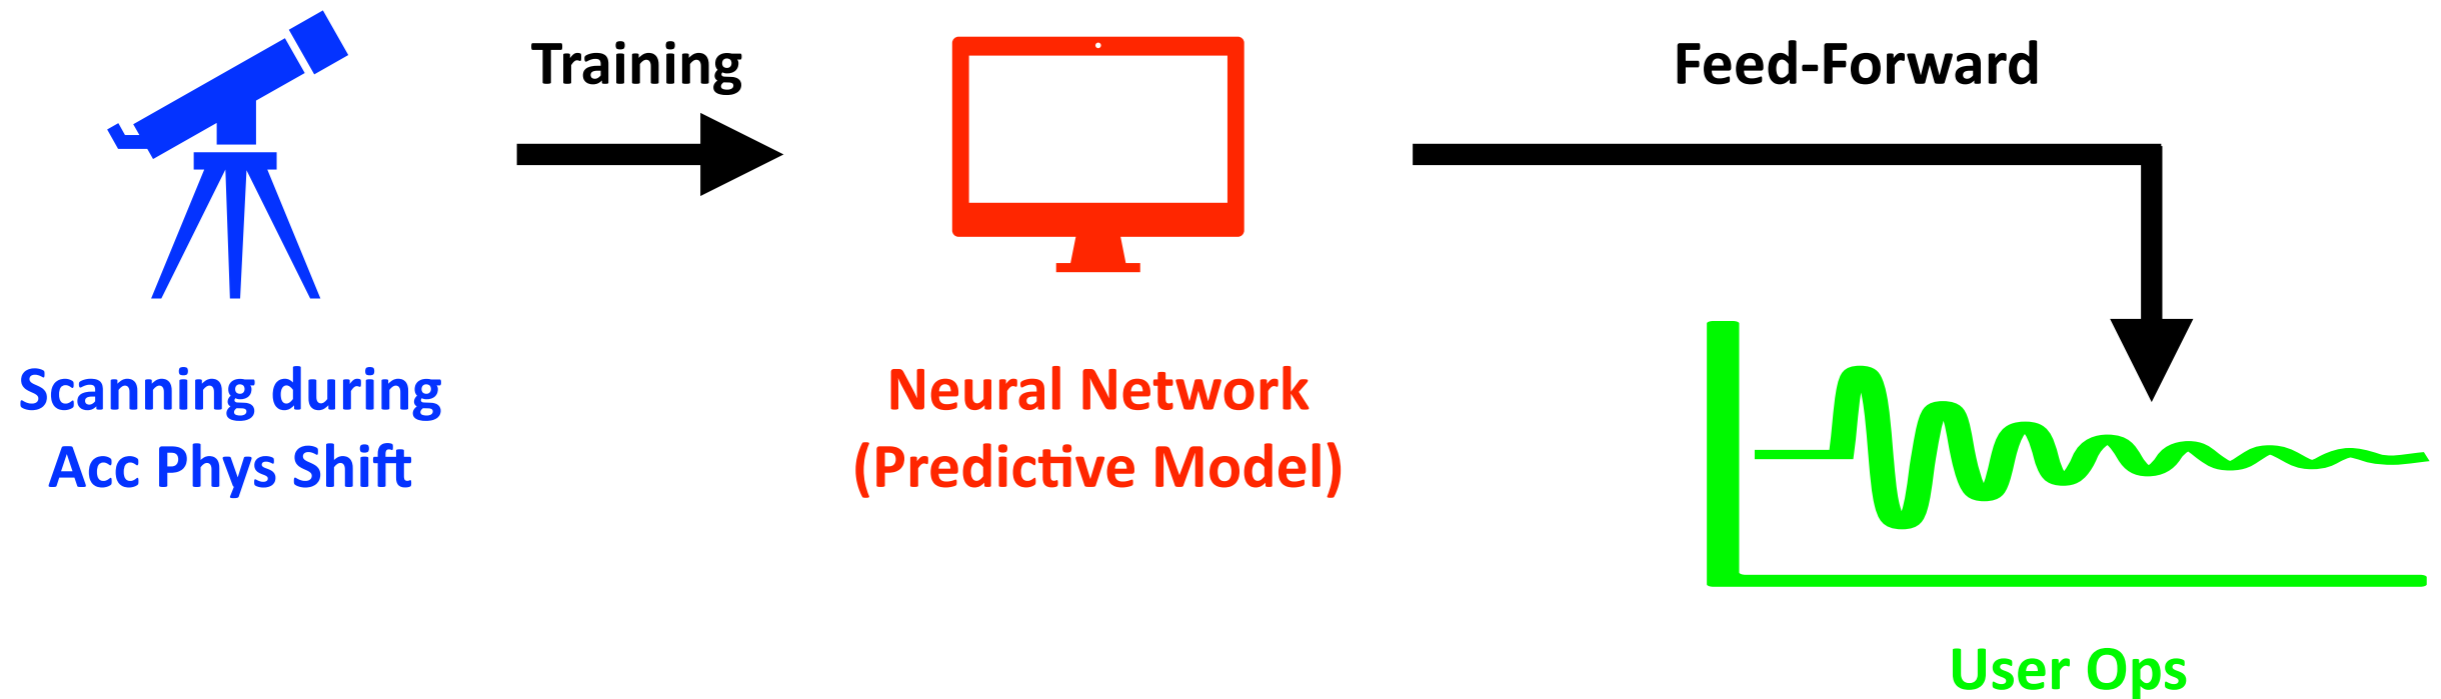 Training
Feed-Forward
Scanning during
Acc Phys Shift
Neural Network
(Predictive Model)
User Ops